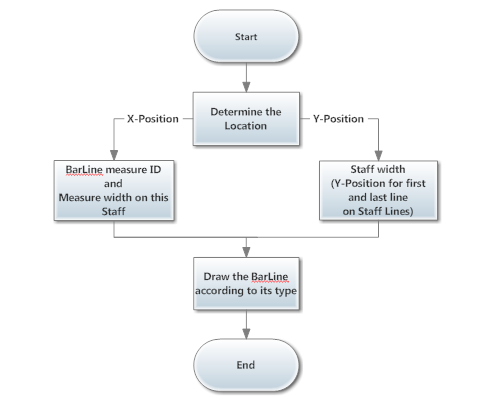 Start
Determine the
Location
X-Position
Y-Position
BarLine measure ID
and
Measure width on this
Staff
Staff width
(Y-Position for first
and last line
on Staff Lines)
Draw the BarLine
according to its type
End